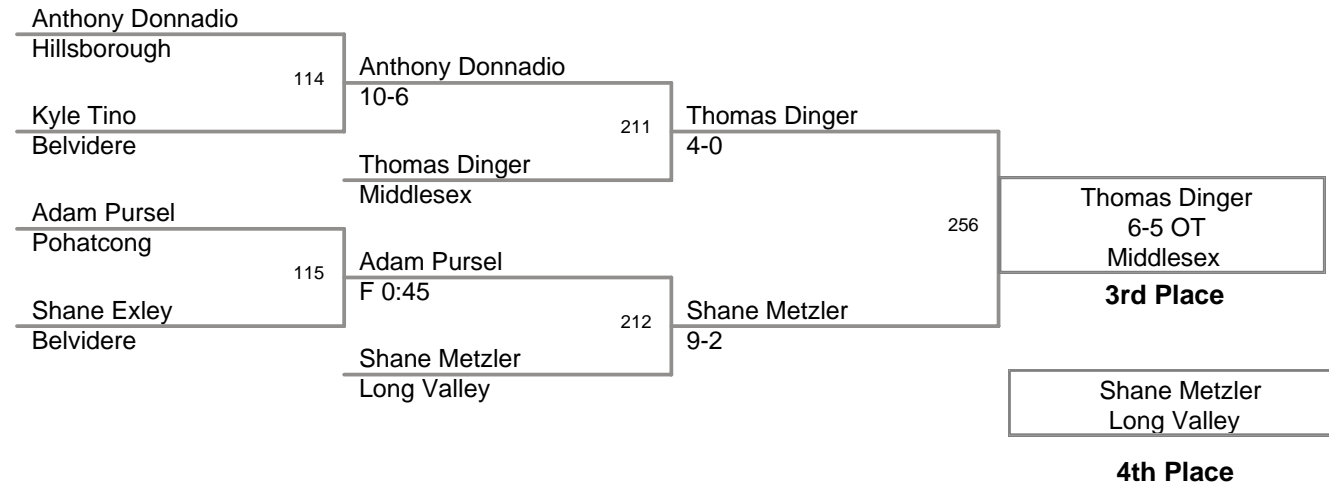 Anthony Donnadio
Hillsborough
114
Kyle Tino
Belvidere
Adam Pursel
Pohatcong
115
Shane Exley
Belvidere
Anthony Donnadio
10-6
211
Thomas Dinger
Middlesex
Adam Pursel
F 0:45
212
Shane Metzler
Long Valley
Thomas Dinger
4-0
256
Shane Metzler
9-2
Thomas Dinger
6-5 OT
Middlesex
3rd Place
Shane Metzler
Long Valley
4th Place